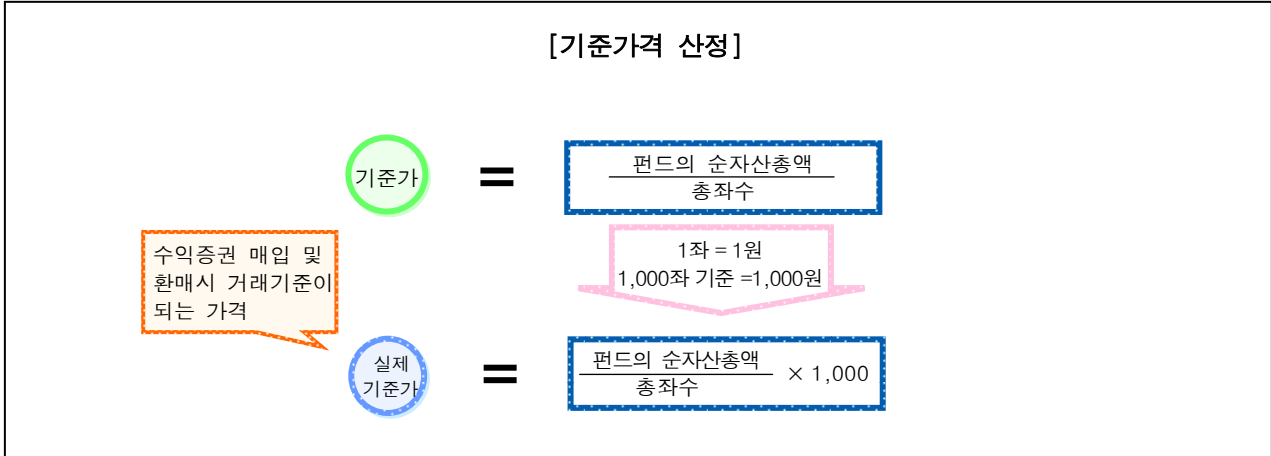 [기준가격 산정]
기준가
=
펀드의 순자산총액
총좌수
수익증권 매입 및
환매시 거래기준이
되는 가격
1좌 = 1원
1,000좌 기준 =1,000원
실제
기준가
=
펀드의 순자산총액
총좌수
× 1,000